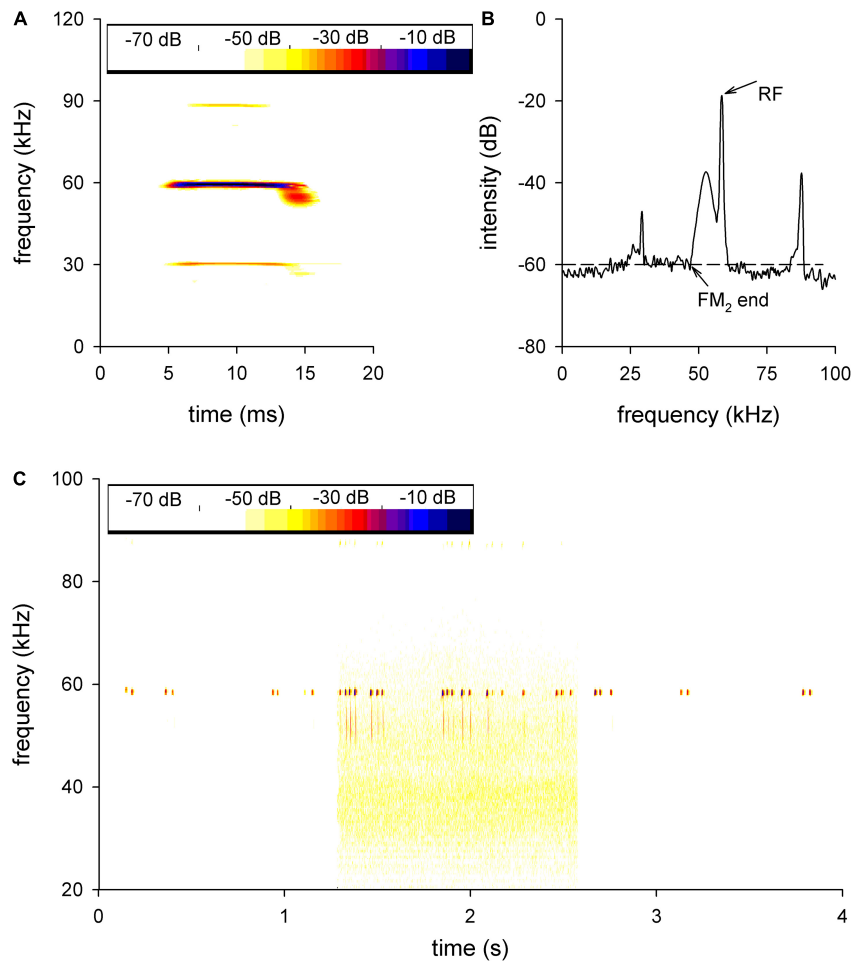 A
120
90
60
30
0
frequency (kHz)
-70 dB -50 dB -30 dB -10 dB
0 5 10 15 20
time (ms)
B
-0
-20
-40
-60
-80
intensity (dB)
RF
FM2 end
0 25 50 75 100
frequency (kHz)
C
100
80
60
40
20
frequency (kHz)
-70 dB -50 dB -30 dB -10 dB
0 1 2 3 4
time (s)